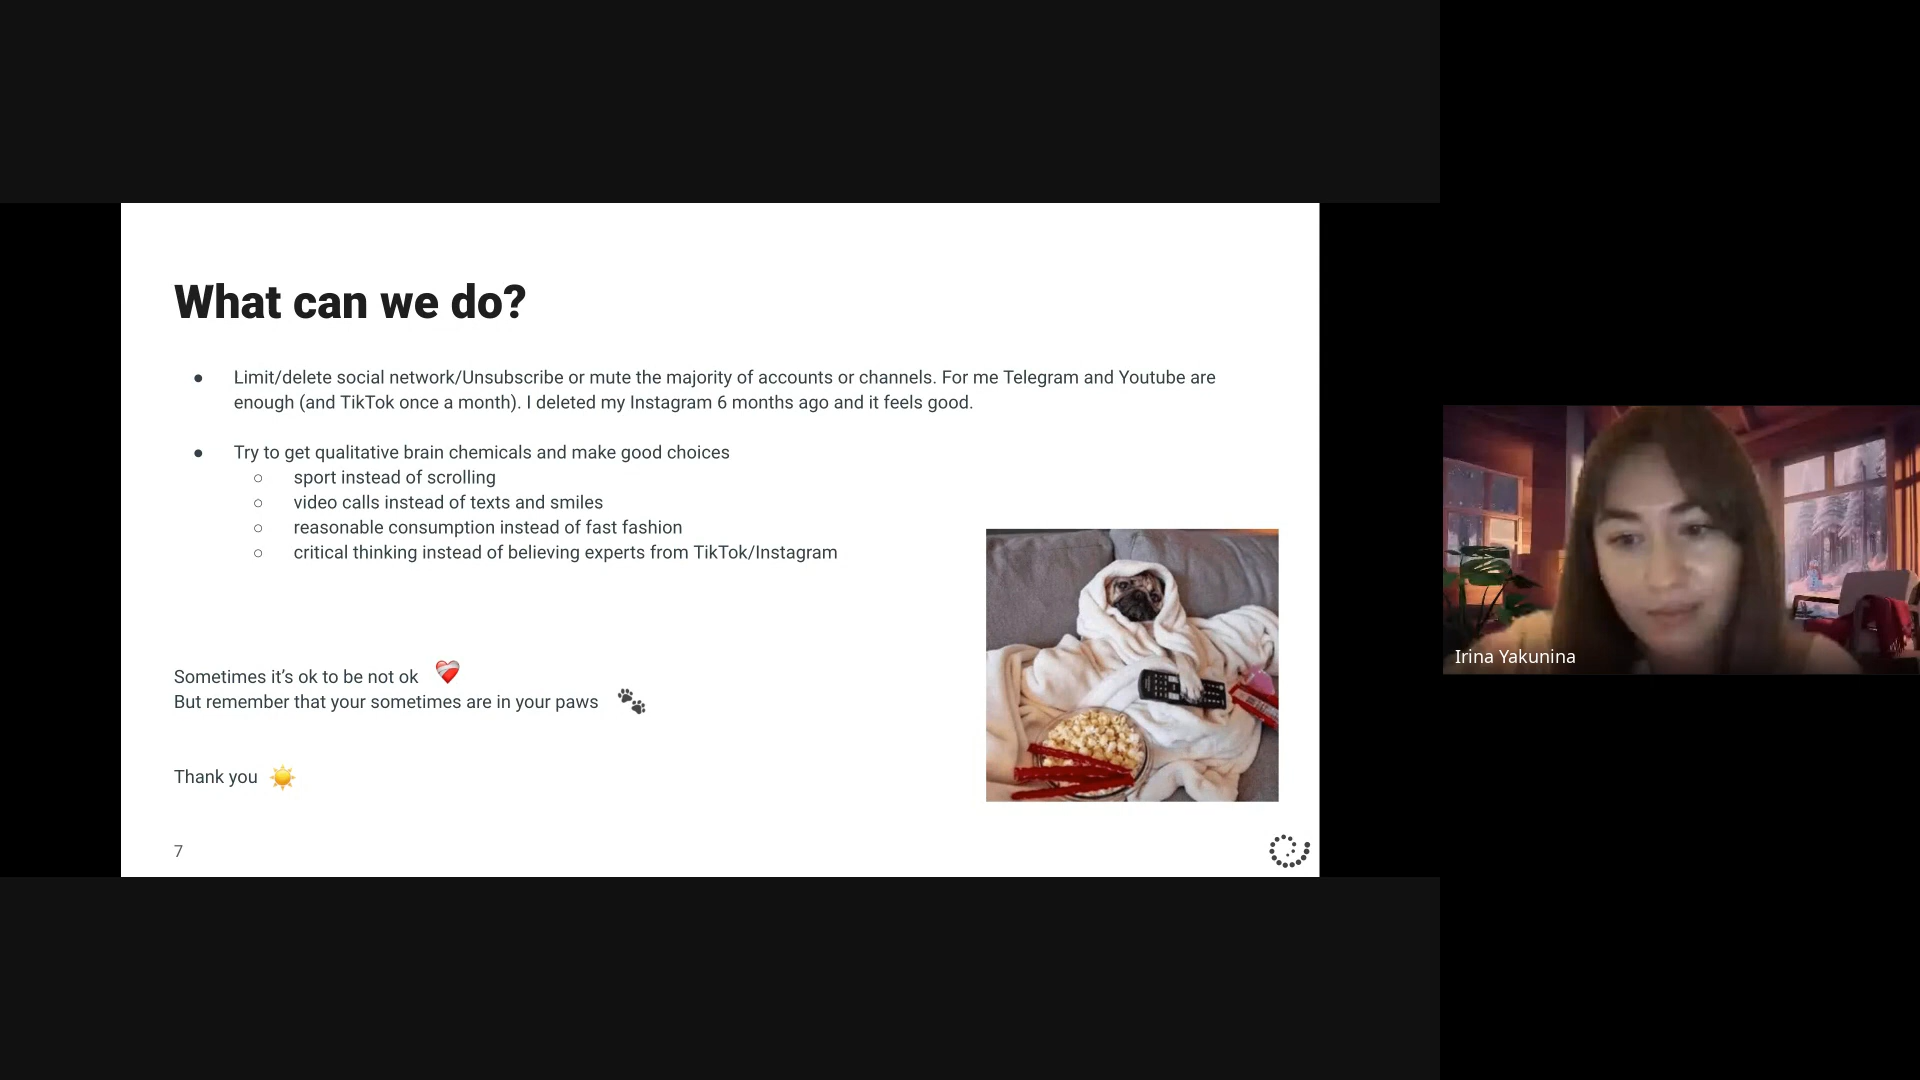 What can we do?
● Limit/delete social network/Unsubscribe or mute the majority of accounts or channels. For me Telegram and Youtube are
enough (and TikTok once a month). I deleted my Instagram 6 months ago and it feels good.
● Try to get qualitative brain chemicals and make good choices
○ sport instead of scrolling
○ video calls instead of texts and smiles
○ reasonable consumption instead of fast fashion
○ critical thinking instead of believing experts from TikTok/Instagram
Sometimes it’s ok to be not ok
But remember that your sometimes are in your paws
Thank you
7
Irina Yakunina